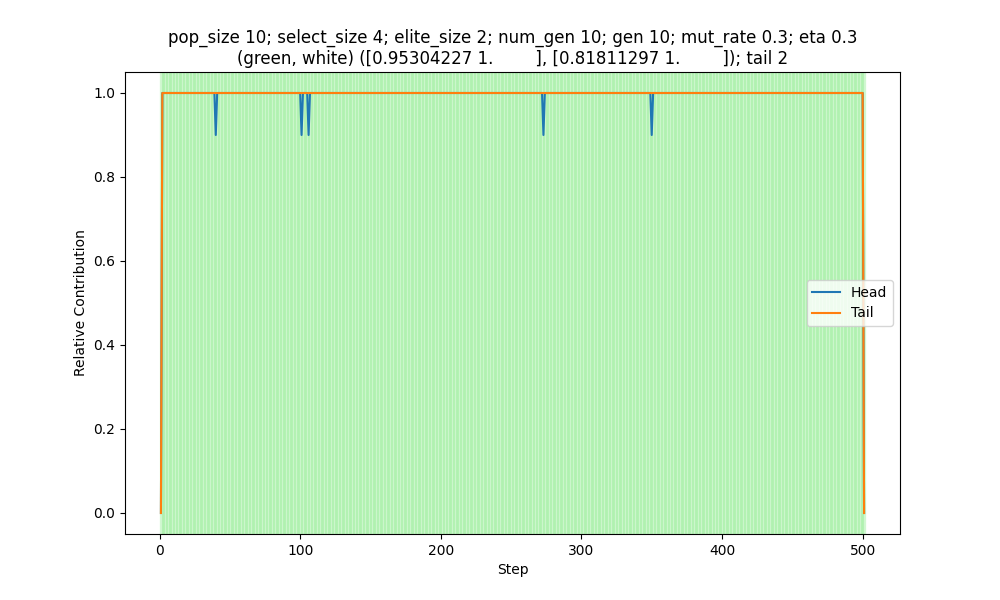 pop_size 10; select_size 4; elite_size 2; num_gen 10; gen 10; mut_rate 0.3; eta 0.3
(green, white) ([0.95304227 1.        ], [0.81811297 1.        ]); tail 2
1.0
0.8
0.6
0.4
0.2
0.0
Relative Contribution
Head
Tail
0 100 200 300 400 500
Step